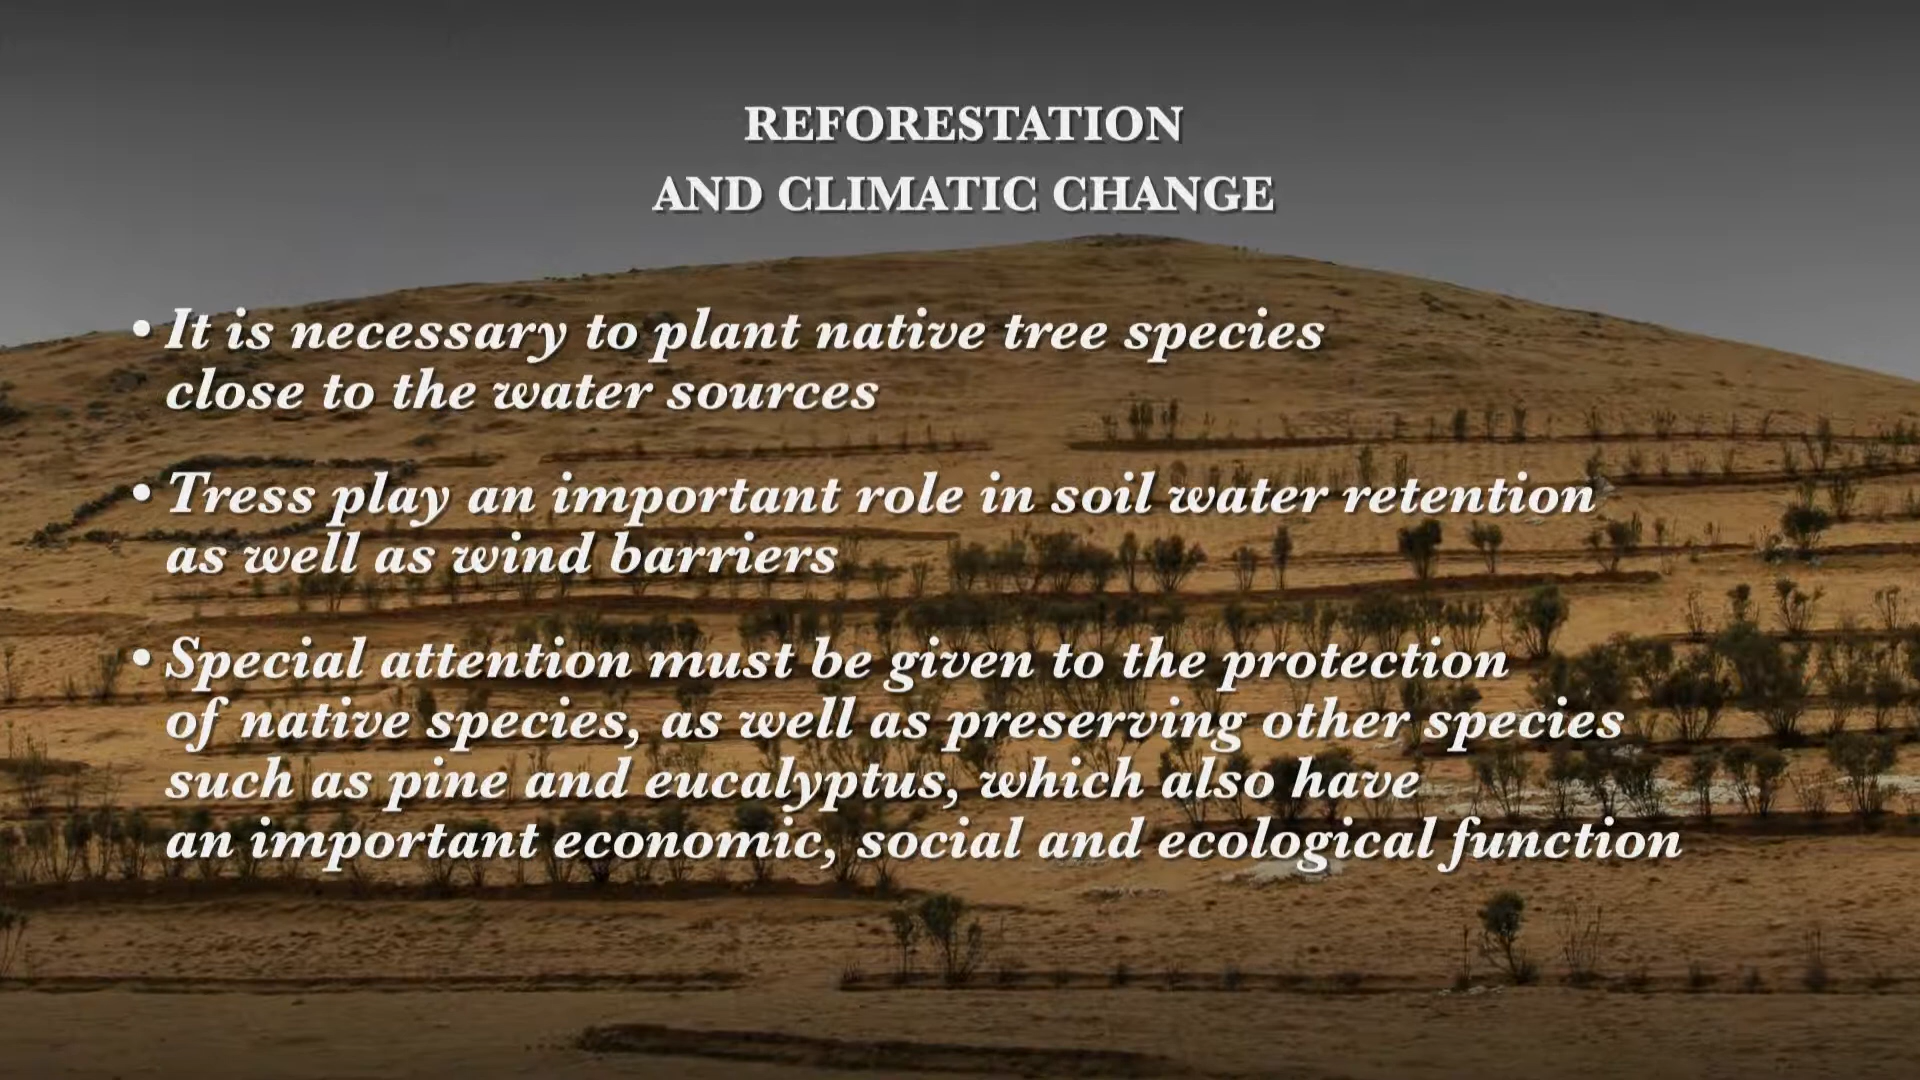 REFORESTATION
AND CLIMATIC CHANGE
• It is necessary to plant native tree species
close to the water sources
• Tress play an important role in soil water retention
as well as wind barriers
• Special attention must be given to the protection
of native species, as well as preserving other species
such as pine and eucalyptus, which also have
an important economic, social and ecological function